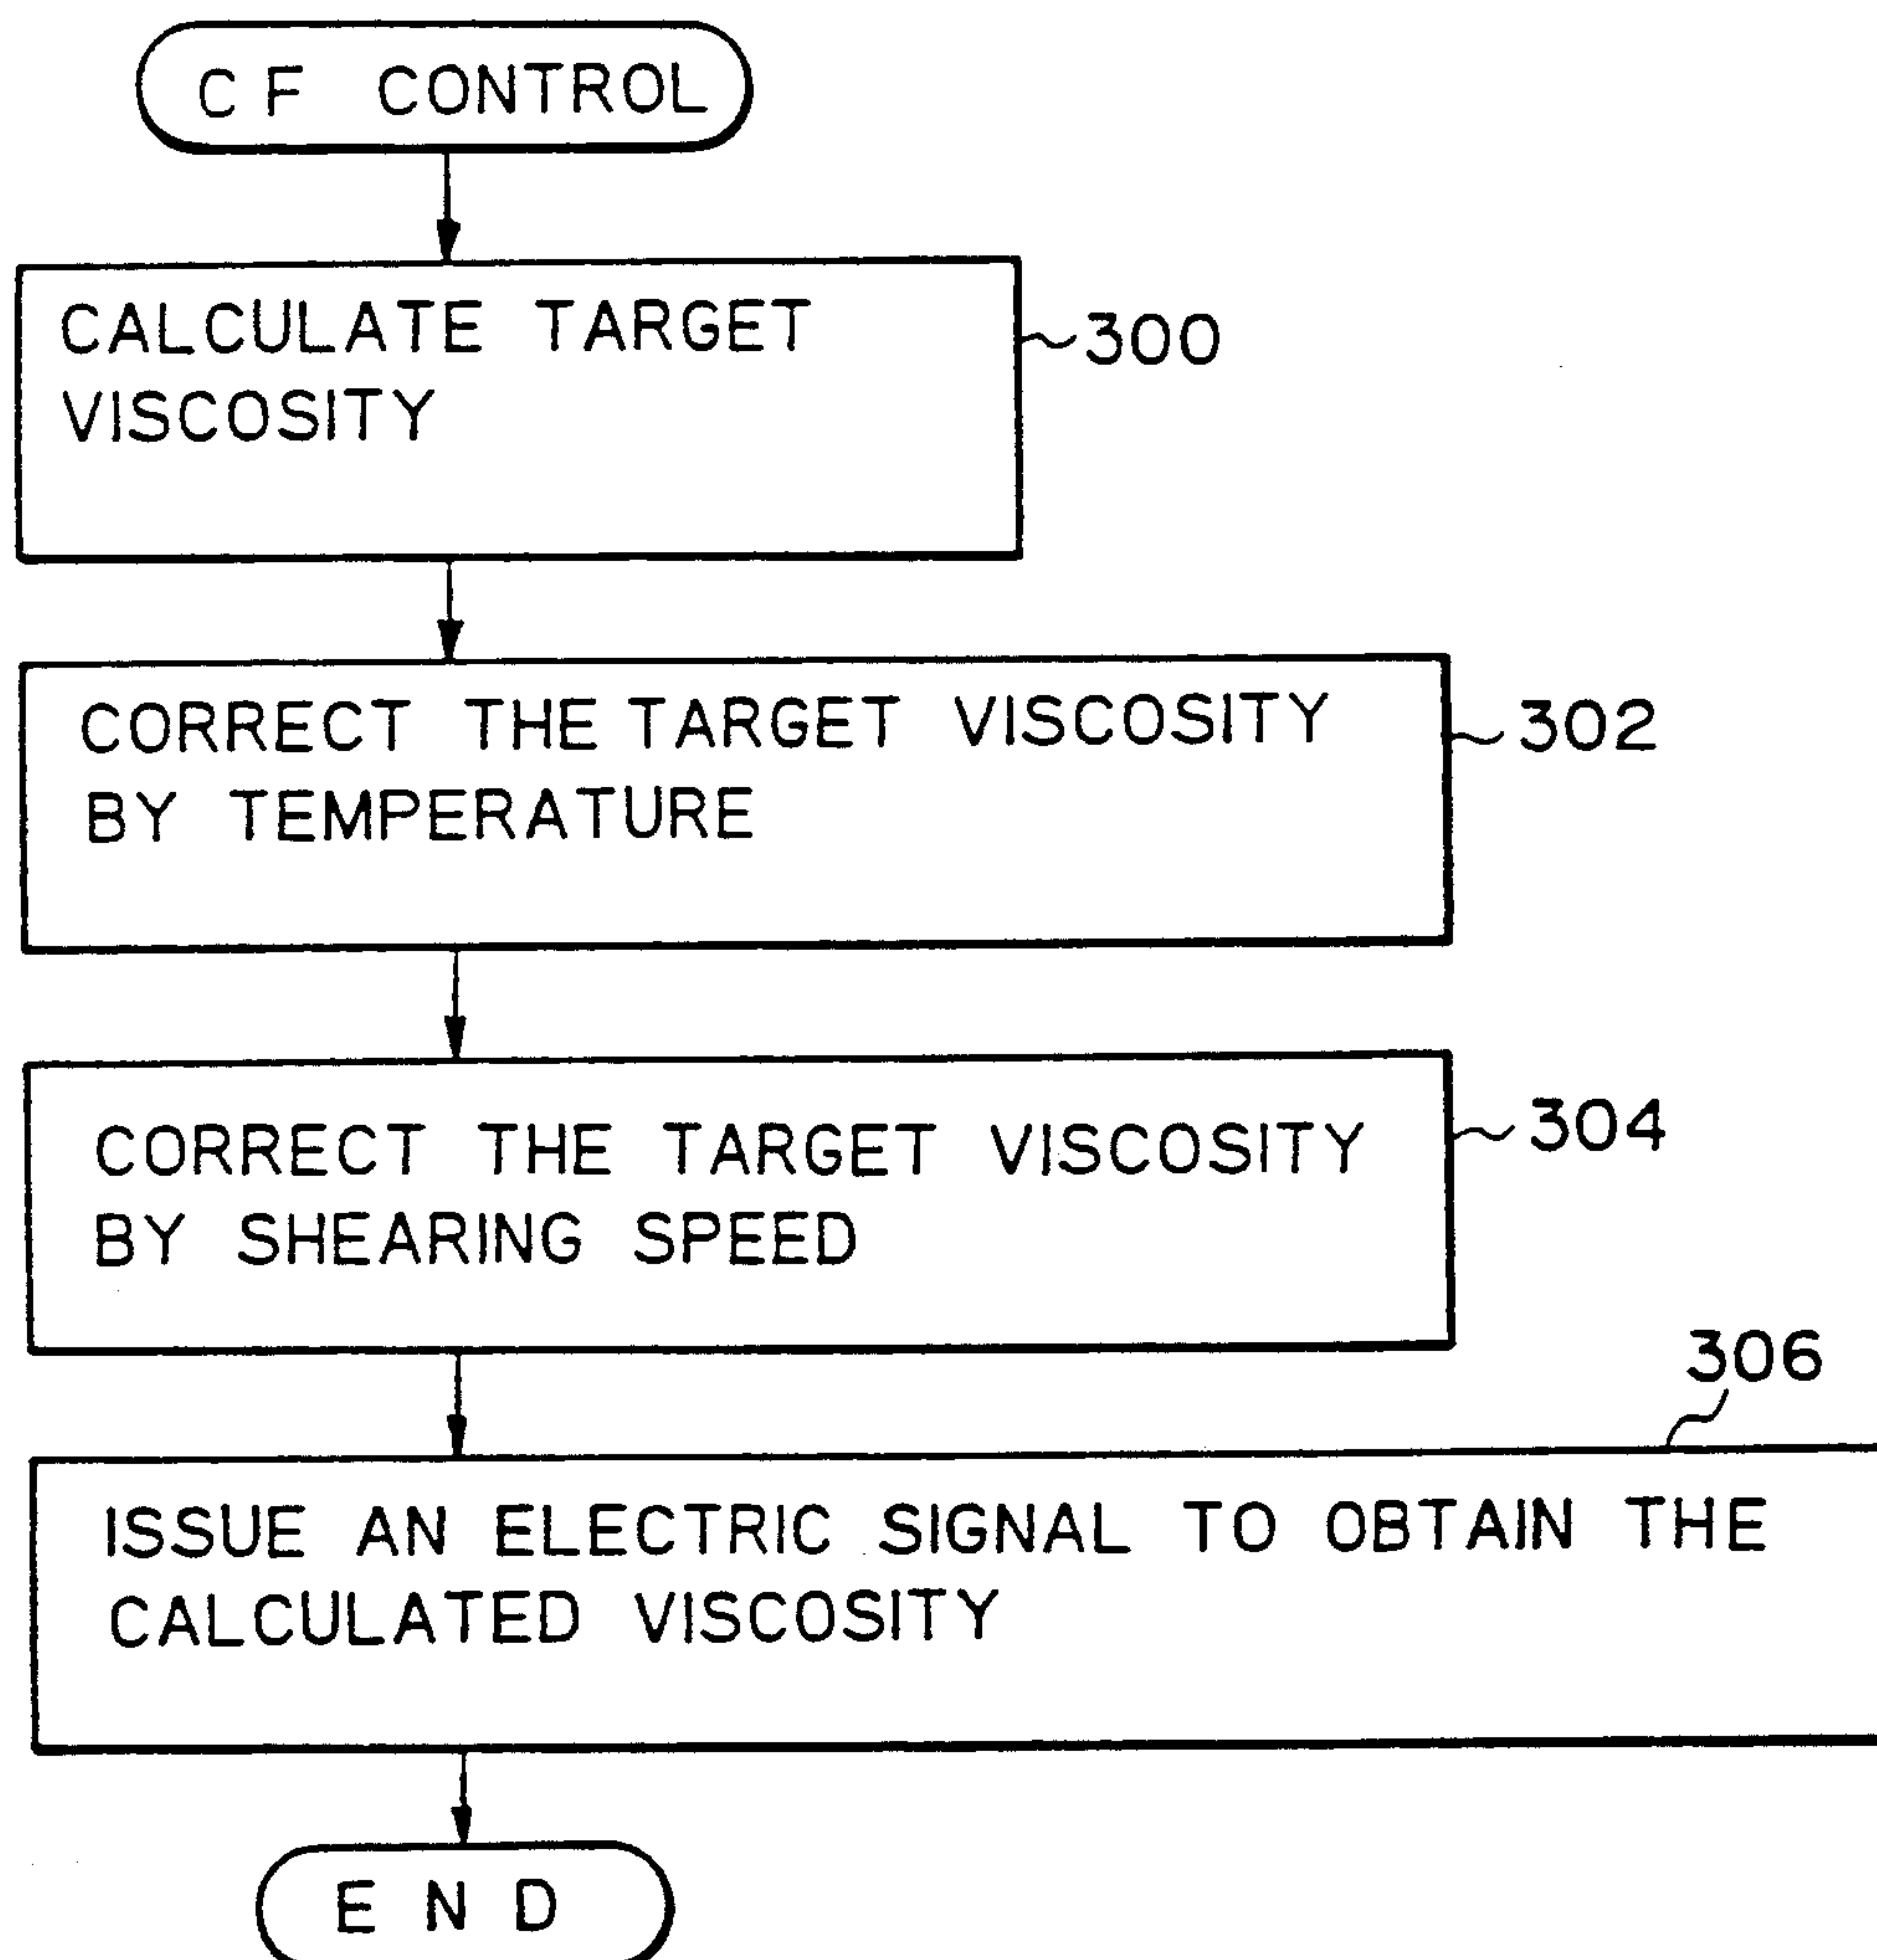 CF CONTROL
CALCULATE TARGET
VISCOSITY
300
CORRECT THE TARGET VISCOSITY
BY TEMPERATURE
302
CORRECT THE TARGET VISCOSITY
BY SHEARING SPEED
304
306
ISSUE AN ELECTRIC SIGNAL TO OBTAIN THE
CALCULATED VISCOSITY
END